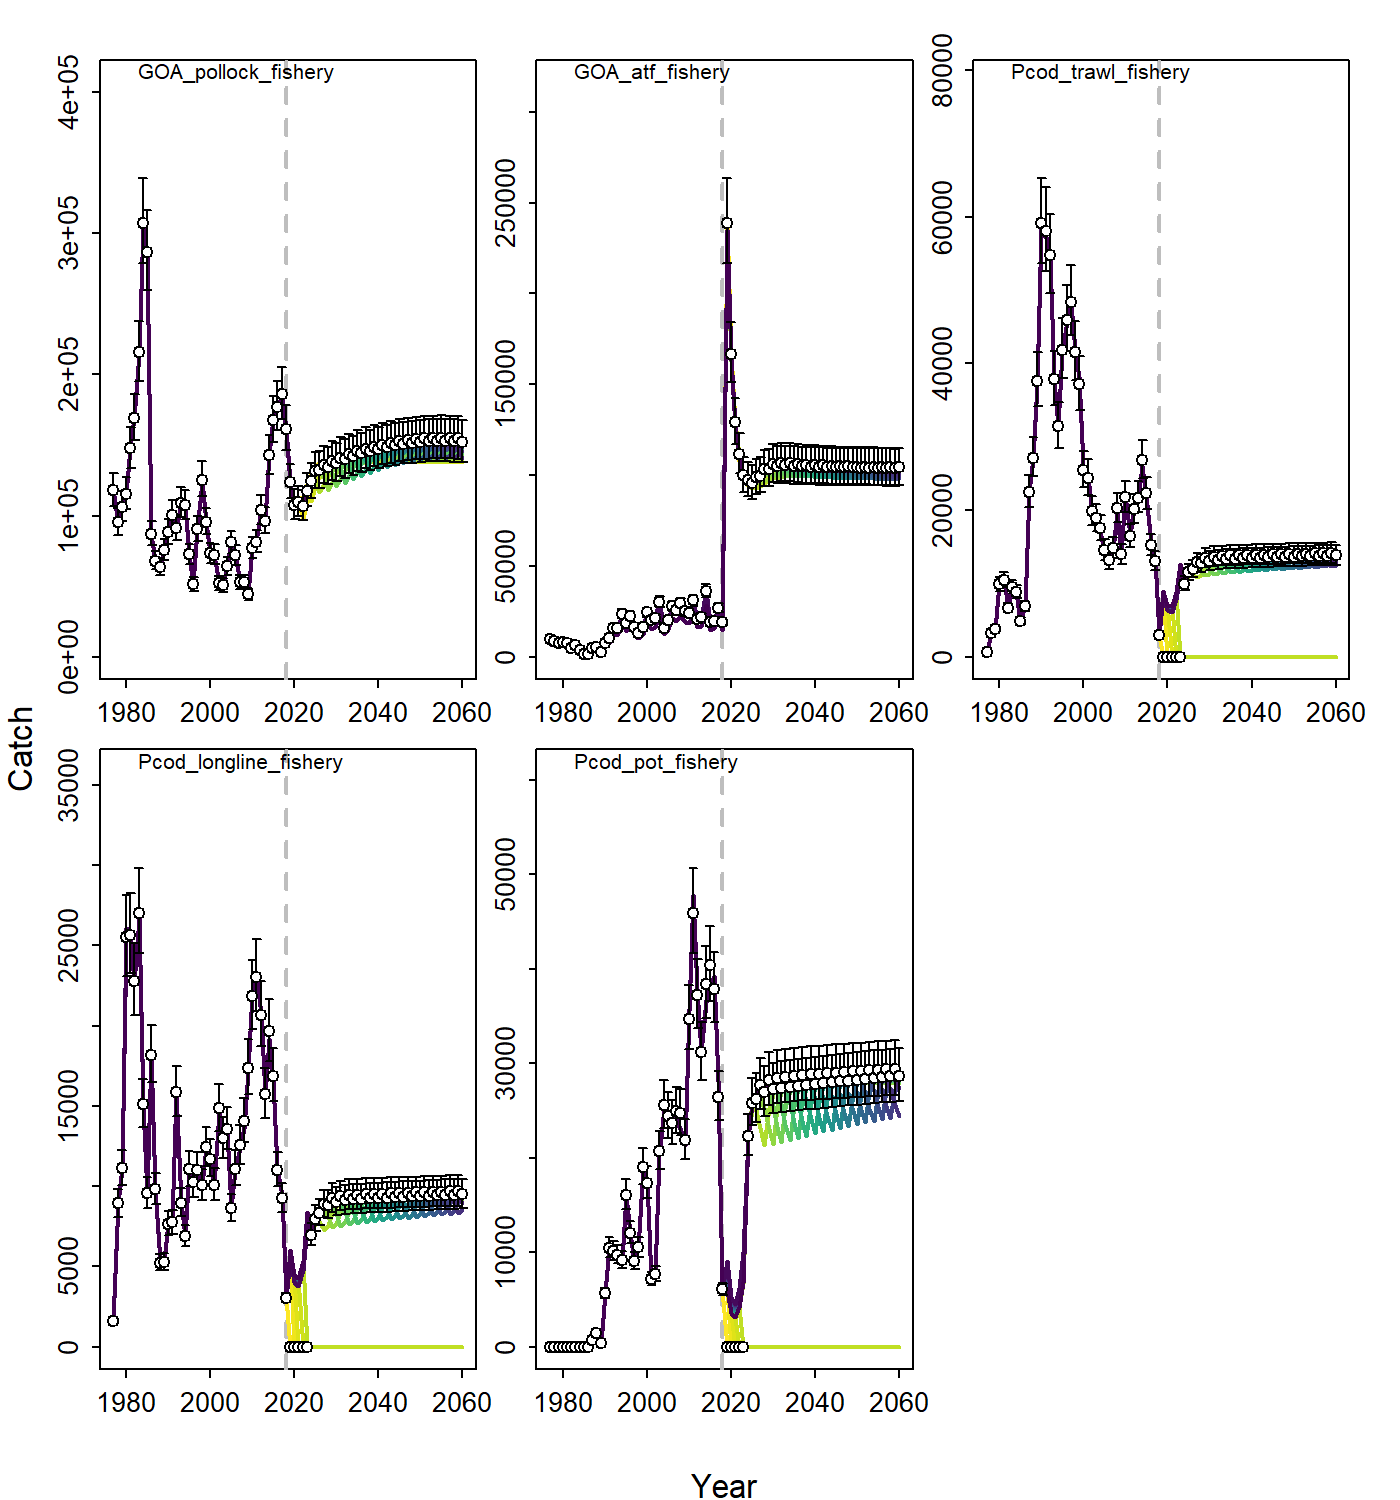 GOA_pollock_fishery
0e+00 1e+05 2e+05 3e+05 4e+05
1980 2000 2020 2040 2060
GOA_atf_fishery
0 50000 150000 250000
1980 2000 2020 2040 2060
Pcod_trawl_fishery
0 20000 40000 60000 80000
1980 2000 2020 2040 2060
Catch
Pcod_longline_fishery
0 5000 15000 25000 35000
1980 2000 2020 2040 2060
Pcod_pot_fishery
0 10000 30000 50000
1980 2000 2020 2040 2060
Year